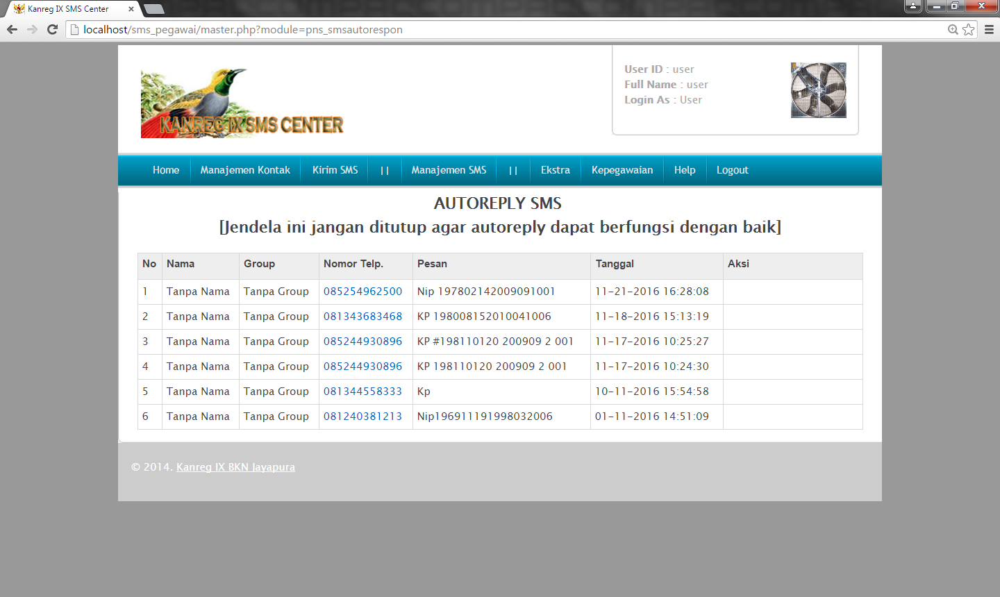 Kanreg IX SMS Center
localhost/sms_pegawai/master.php?module=pns_smsautorespon
KANREG IX SMS CENTER
User ID : user
Full Name : user
Login As : User
Home Manajemen Kontak Kirim SMS || Manajemen SMS || Ekstra Kepegawaian Help Logout
AUTOREPLY SMS
[Jendela ini jangan ditutup agar autoreply dapat berfungsi dengan baik]
No Nama Group Nomor Telp. Pesan Tanggal Aksi
1 Tanpa Nama Tanpa Group 085254962500 Nip 197802142009091001 11-21-2016 16:28:08
2 Tanpa Nama Tanpa Group 081343683468 KP 198008152010041006 11-18-2016 15:13:19
3 Tanpa Nama Tanpa Group 085244930896 KP #198110120 200909 2 001 11-17-2016 10:25:27
4 Tanpa Nama Tanpa Group 085244930896 KP 198110120 200909 2 001 11-17-2016 10:24:30
5 Tanpa Nama Tanpa Group 081344558333 Kp 10-11-2016 15:54:58
6 Tanpa Nama Tanpa Group 081240381213 Nip196911191998032006 01-11-2016 14:51:09
© 2014. Kanreg IX BKN Jayapura